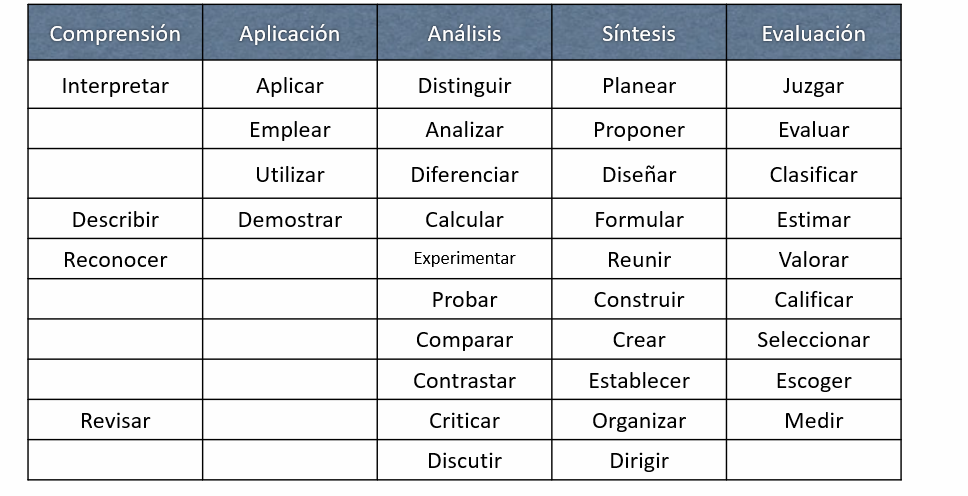 Comprensión Aplicación Análisis Síntesis Evaluación
Interpretar Aplicar Distinguir Planear Juzgar
Emplear Analizar Proponer Evaluar
Utilizar Diferenciar Diseñar Clasificar
Describir Demostrar Calcular Formular Estimar
Reconocer Experimentar Reunir Valorar
Probar Construir Calificar
Comparar Crear Seleccionar
Contrastar Establecer Escoger
Revisar Criticar Organizar Medir
Discutir Dirigir